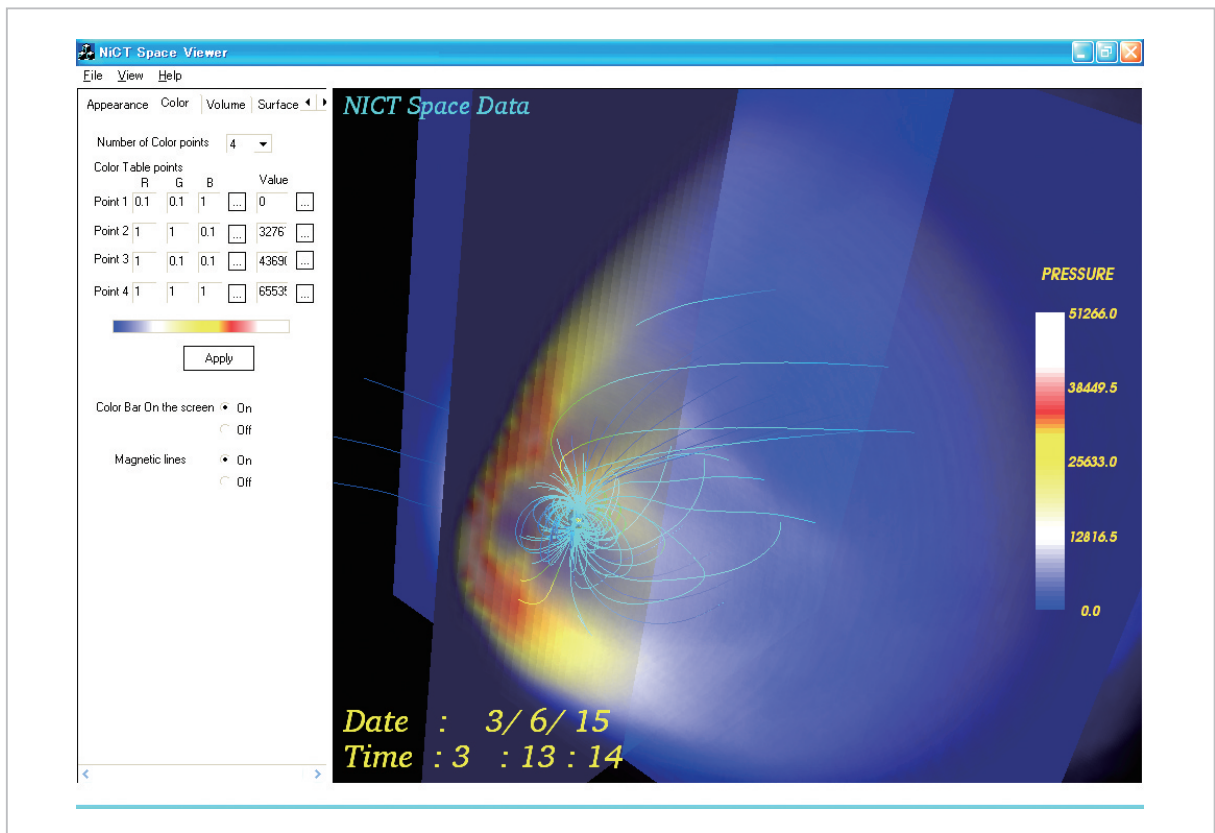 NiCT Space Viewer
File View Help
Appearance Color Volume Surface
Number of Color points 4
Color Table points
R G B Value
Point 1 0.1 0.1 1 ... 0 ...
Point 2 1 1 0.1 ... 3276 ...
Point 3 1 0.1 0.1 ... 4369 ...
Point 4 1 1 1 ... 6553 ...
Apply
Color Bar On the screen On
Off
Magnetic lines On
Off
NICT Space Data
PRESSURE
51266.0
38449.5
25633.0
12816.5
0.0
Date : 3/ 6/ 15
Time : 3 : 13 : 14